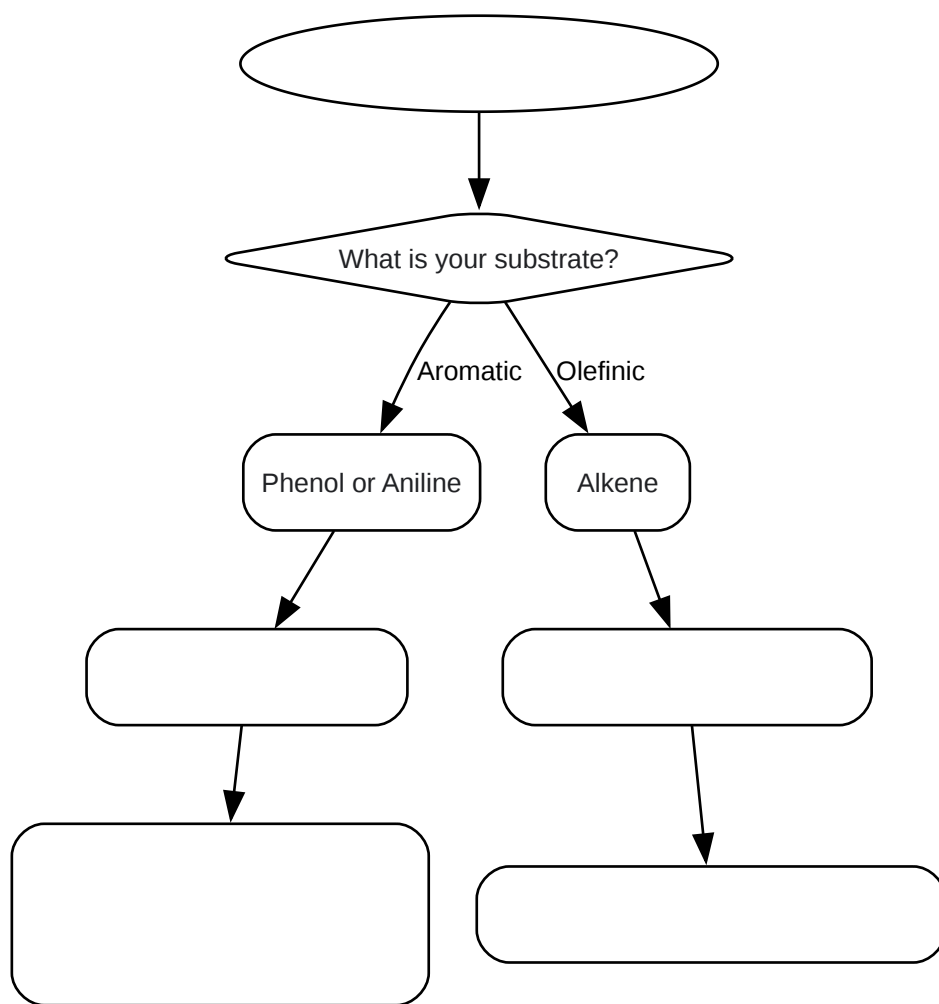 What is your substrate?
Aromatic
Olefinic
Phenol or Aniline
Alkene